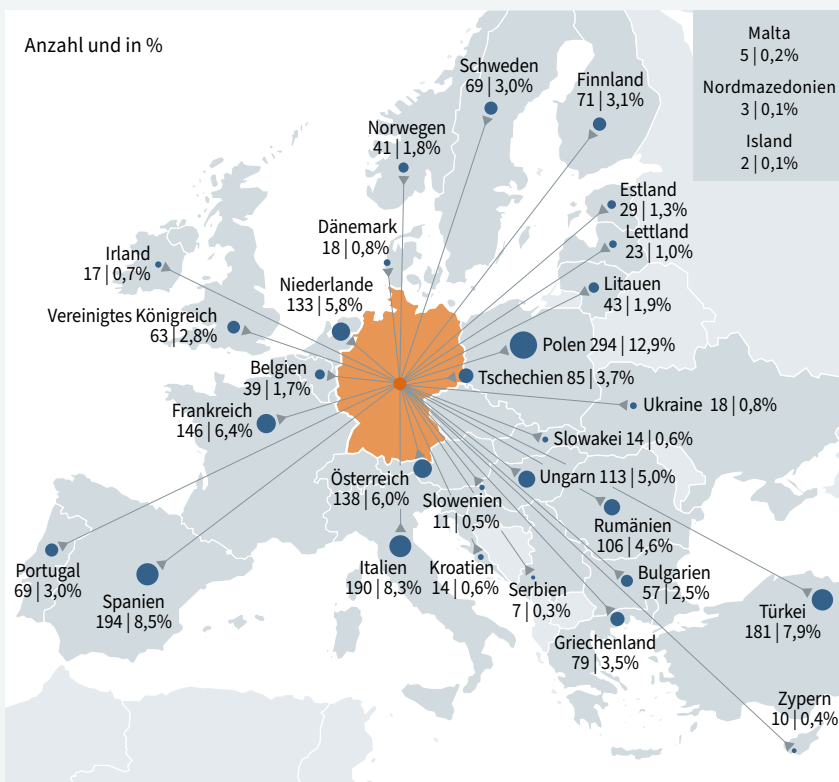 Anzahl und in %
Malta
5 | 0,2%
Nordmazedonien
3 | 0,1%
Island
2 | 0,1%
Schweden
69 | 3,0%
Finnland
71 | 3,1%
Norwegen
41 | 1,8%
Estland
29 | 1,3%
Lettland
23 | 1,0%
Dänemark
18 | 0,8%
Irland
17 | 0,7%
Niederlande
133 | 5,8%
Litauen
43 | 1,9%
Vereinigtes Königreich
63 | 2,8%
Polen 294 | 12,9%
Belgien
39 | 1,7%
Tschechien 85 | 3,7%
Frankreich
146 | 6,4%
Ukraine 18 | 0,8%
Slowakei 14 | 0,6%
Österreich
138 | 6,0%
Ungarn 113 | 5,0%
Slowenien
11 | 0,5%
Rumänien
106 | 4,6%
Portugal
69 | 3,0%
Spanien
194 | 8,5%
Italien
190 | 8,3%
Kroatien
14 | 0,6%
Serbien
7 | 0,3%
Bulgarien
57 | 2,5%
Türkei
181 | 7,9%
Griechenland
79 | 3,5%
Zypern
10 | 0,4%